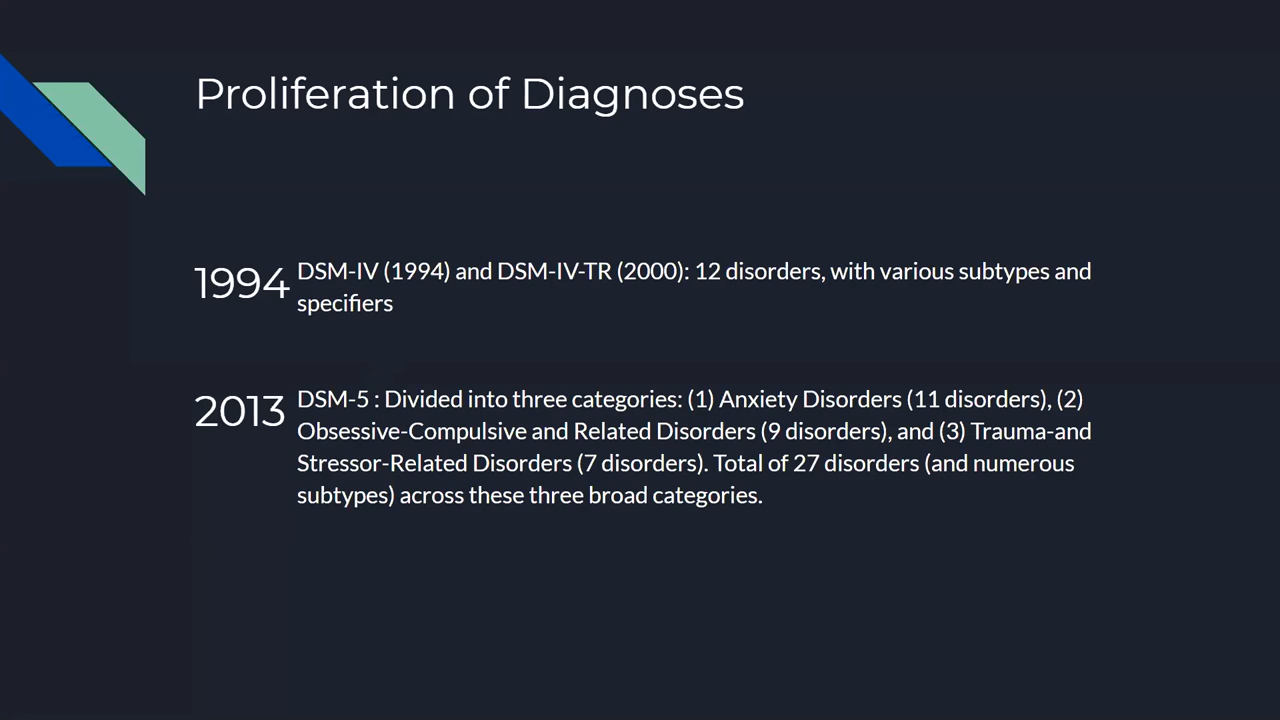 Proliferation of Diagnoses
1994
DSM-IV (1994) and DSM-IV-TR (2000): 12 disorders, with various subtypes and
specifiers
2013
DSM-5 : Divided into three categories: (1) Anxiety Disorders (11 disorders), (2)
Obsessive-Compulsive and Related Disorders (9 disorders), and (3) Trauma-and
Stressor-Related Disorders (7 disorders). Total of 27 disorders (and numerous
subtypes) across these three broad categories.